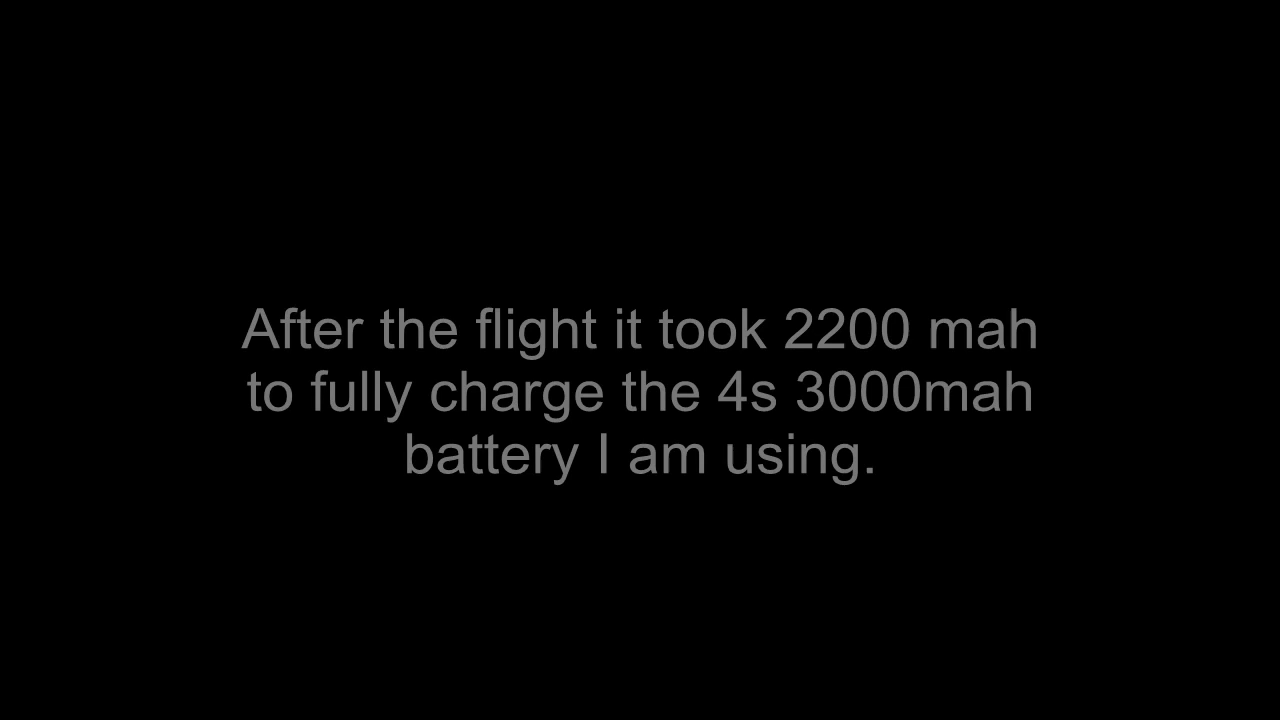 After the flight it took 2200 mah
to fully charge the 4s 3000mah
battery I am using.